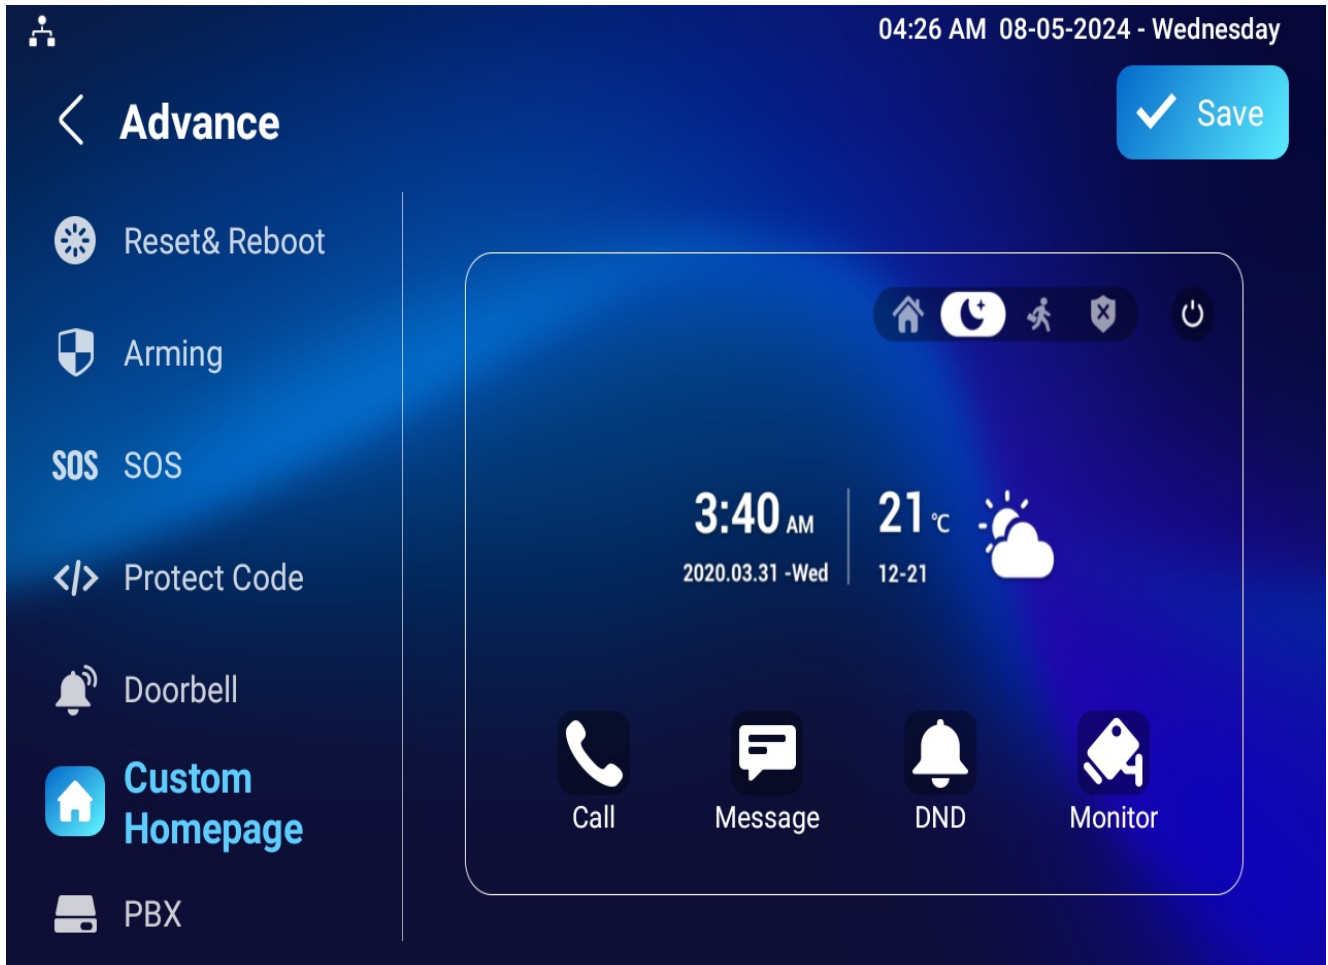 04:26 AM 08-05-2024 - Wednesday
Advance
Save
Reset& Reboot
Arming
SOS SOS
Protect Code
Doorbell
Custom
Homepage
PBX
3:40 AM
2020.03.31 -Wed
21 °C
12-21
Call
Message
DND
Monitor